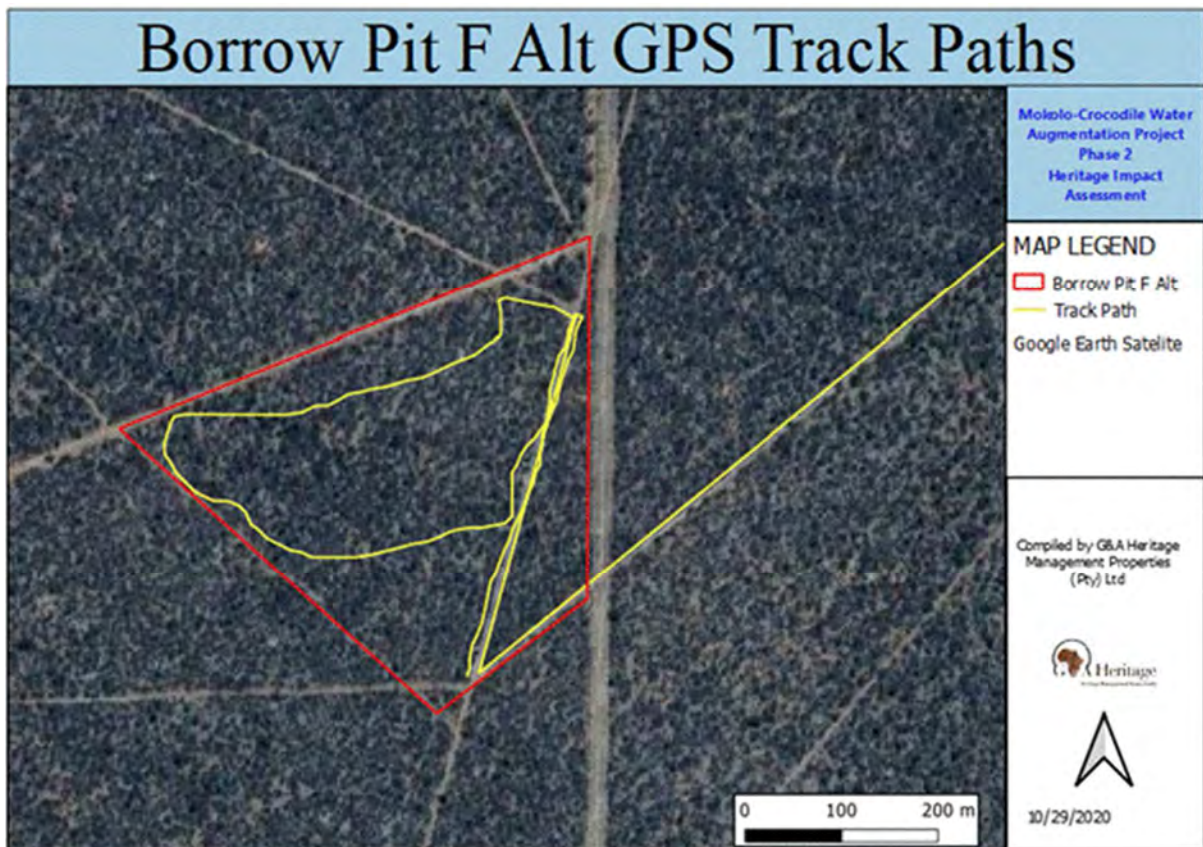 Borrow Pit F Alt GPS Track Paths
Mokolo-Crocodile Water
Augmentation Project
Phase 2
Heritage Impact
Assessment
MAP LEGEND
Borrow Pit F Alt
Track Path
Google Earth Satelite
Compiled by G&A Heritage
Management Properties
(Pty) Ltd
A Heritage
0 100 200 m
10/29/2020